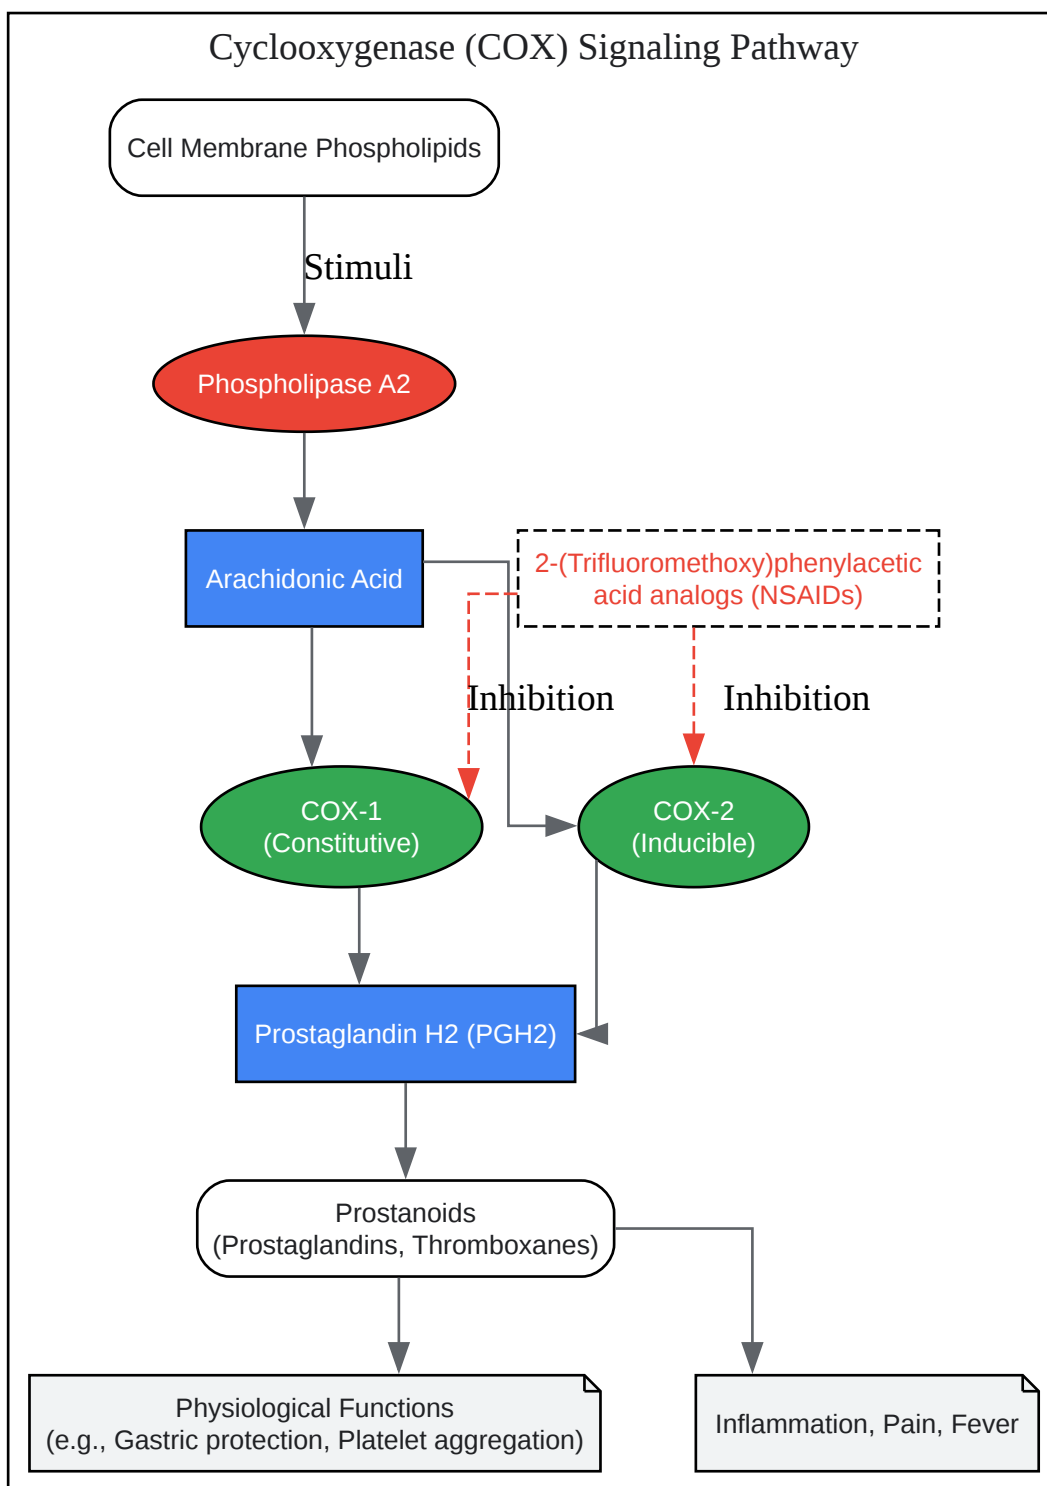 Cyclooxygenase (COX) Signaling Pathway
Cell Membrane Phospholipids
Stimuli
Phospholipase A2
Arachidonic Acid
2-(Trifluoromethoxy)phenylacetic
acid analogs (NSAIDs)
Inhibition
Inhibition
COX-1
(Constitutive)
COX-2
(Inducible)
Prostaglandin H2 (PGH2)
Prostanoids
(Prostaglandins, Thromboxanes)
Physiological Functions
(e.g., Gastric protection, Platelet aggregation)
Inflammation, Pain, Fever